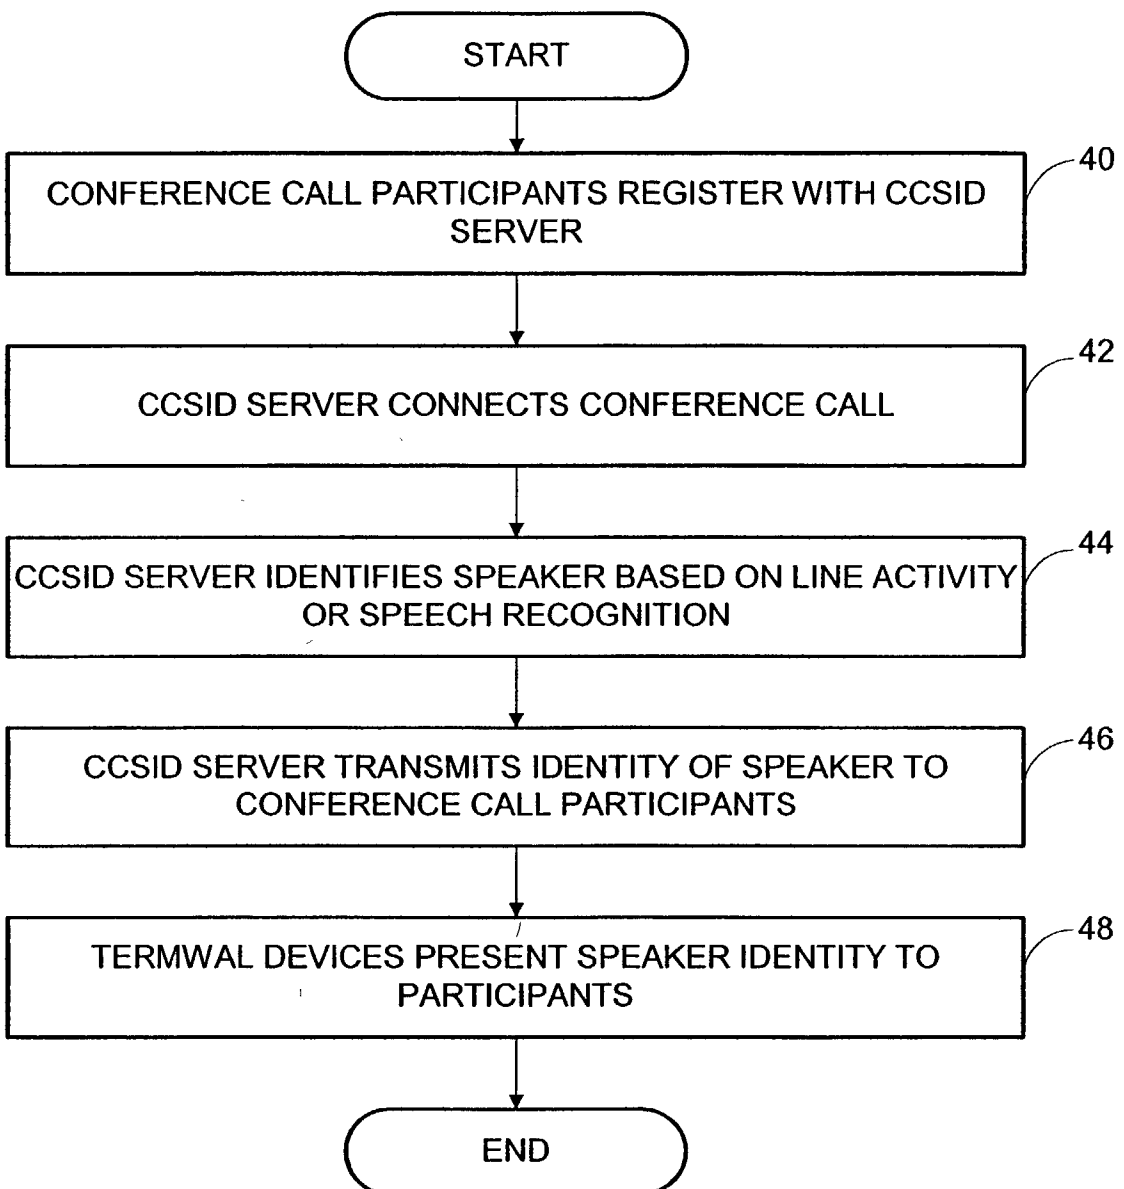 START
40
CONFERENCE CALL PARTICIPANTS REGISTER WITH CCSID
SERVER
42
CCSID SERVER CONNECTS CONFERENCE CALL
44
CCSID SERVER IDENTIFIES SPEAKER BASED ON LINE ACTIVITY
OR SPEECH RECOGNITION
46
CCSID SERVER TRANSMITS IDENTITY OF SPEAKER TO
CONFERENCE CALL PARTICIPANTS
48
TERMWAL DEVICES PRESENT SPEAKER IDENTITY TO
PARTICIPANTS
END